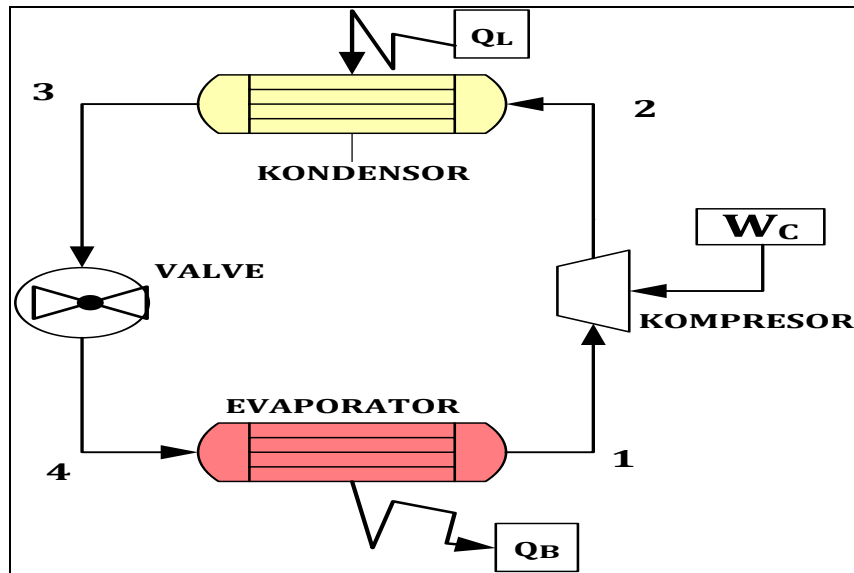 QL
3
2
KONDENSOR
WC
VALVE
KOMPRESOR
EVAPORATOR
4
1
QB